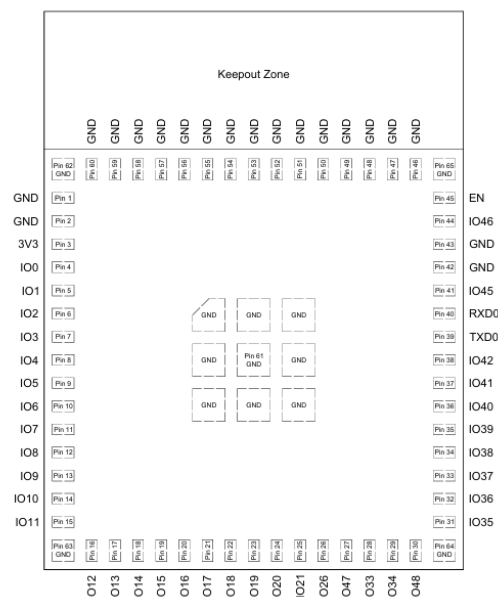 Keepout Zone
GND GND GND GND GND GND GND GND GND GND GND GND GND GND GND
Pin 62 GND Pin 60 Pin 59 Pin 58 Pin 57 Pin 56 Pin 55 Pin 54 Pin 53 Pin 52 Pin 51 Pin 50 Pin 49 Pin 48 Pin 47 Pin 46 Pin 65 GND
GND Pin 1 Pin 45 EN
GND Pin 2 Pin 44 IO46
3V3 Pin 3 Pin 43 GND
IO0 Pin 4 Pin 42 GND
IO1 Pin 5 Pin 41 IO45
IO2 Pin 6 GND GND GND Pin 40 RXD0
IO3 Pin 7 Pin 39 TXD0
IO4 Pin 8 GND Pin 61 GND GND Pin 38 IO42
IO5 Pin 9 Pin 37 IO41
IO6 Pin 10 GND GND GND Pin 36 IO40
IO7 Pin 11 Pin 35 IO39
IO8 Pin 12 Pin 34 IO38
IO9 Pin 13 Pin 33 IO37
IO10 Pin 14 Pin 32 IO36
IO11 Pin 15 Pin 31 IO35
Pin 63 GND Pin 16 Pin 17 Pin 18 Pin 19 Pin 20 Pin 21 Pin 22 Pin 23 Pin 24 Pin 25 Pin 26 Pin 27 Pin 28 Pin 29 Pin 30 Pin 64 GND
O12 O13 O14 O15 O16 O17 O18 O19 O20 IO21 O26 O47 O33 O34 O48